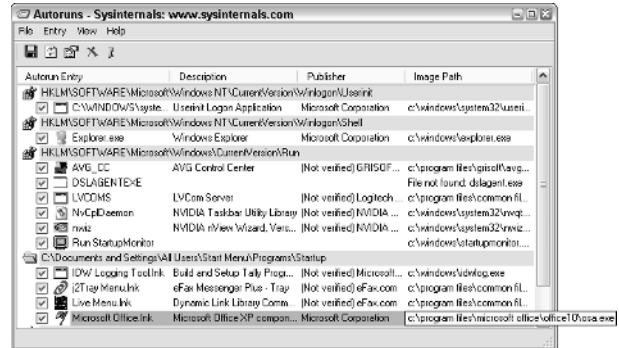 Autoruns - Sysinternals: www.sysinternals.com
File Entry View Help
Autorun Entry Description Publisher Image Path
HKLM\SOFTWARE\Microsoft\Windows NT\CurrentVersion\Winlogon\Userinit
C:\WINDOWS\syste... Userinit Logon Application Microsoft Corporation c:\windows\system32\useri...
HKLM\SOFTWARE\Microsoft\Windows NT\CurrentVersion\Winlogon\Shell
Explorer.exe Windows Explorer Microsoft Corporation c:\windows\explorer.exe
HKLM\SOFTWARE\Microsoft\Windows\CurrentVersion\Run
AVG_CC AVG Control Center (Not verified) GRISOF... c:\program files\grisoft\avg...
DSLAGENTEXE File not found: dslagent.exe
LVCOMS LVCom Server (Not verified) Logitech ... c:\program files\common fil...
NvCplDaemon NVIDIA Taskbar Utility Library (Not verified) NVIDIA ... c:\windows\system32\nvqt...
nwiz NVIDIA nView Wizard, Vers... (Not verified) NVIDIA ... c:\windows\system32\nwiz...
Run StartupMonitor c:\windows\startupmonitor....
C:\Documents and Settings\All Users\Start Menu\Programs\Startup
IDW Logging Tool.lnk Build and Setup Tally Prog... (Not verified) Microsoft... c:\windows\idwlog.exe
j2Tray Menu.lnk eFax Messenger Plus - Tray (Not verified) eFax.com c:\program files\common fil...
Live Menu.lnk Dynamic Link Library Comm... (Not verified) eFax.com c:\program files\common fil...
Microsoft Office.lnk Microsoft Office XP compon... Microsoft Corporation c:\program files\microsoft office\office10\osa.exe